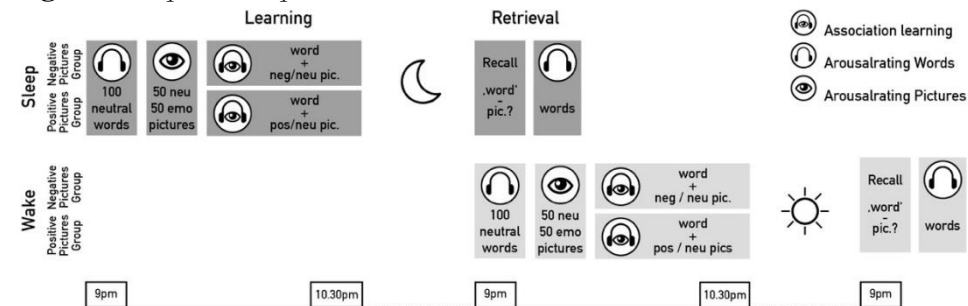 Learning
Retrieval
Sleep
Negative
Pictures
Group
Positive
Pictures
Group
100
neutral
words
50 neu
50 emo
pictures
word
+
neg/neu pic.
word
+
pos/neu pic.
Recall
‚word'
-
pic.?
words
Association learning
Arousalrating Words
Arousalrating Pictures
Wake
Negative
Pictures
Group
Positive
Pictures
Group
100
neutral
words
50 neu
50 emo
pictures
word
+
neg / neu pic.
word
+
pos / neu pics
Recall
‚word'
-
pic.?
words
9pm
10.30pm
9pm
10.30pm
9pm